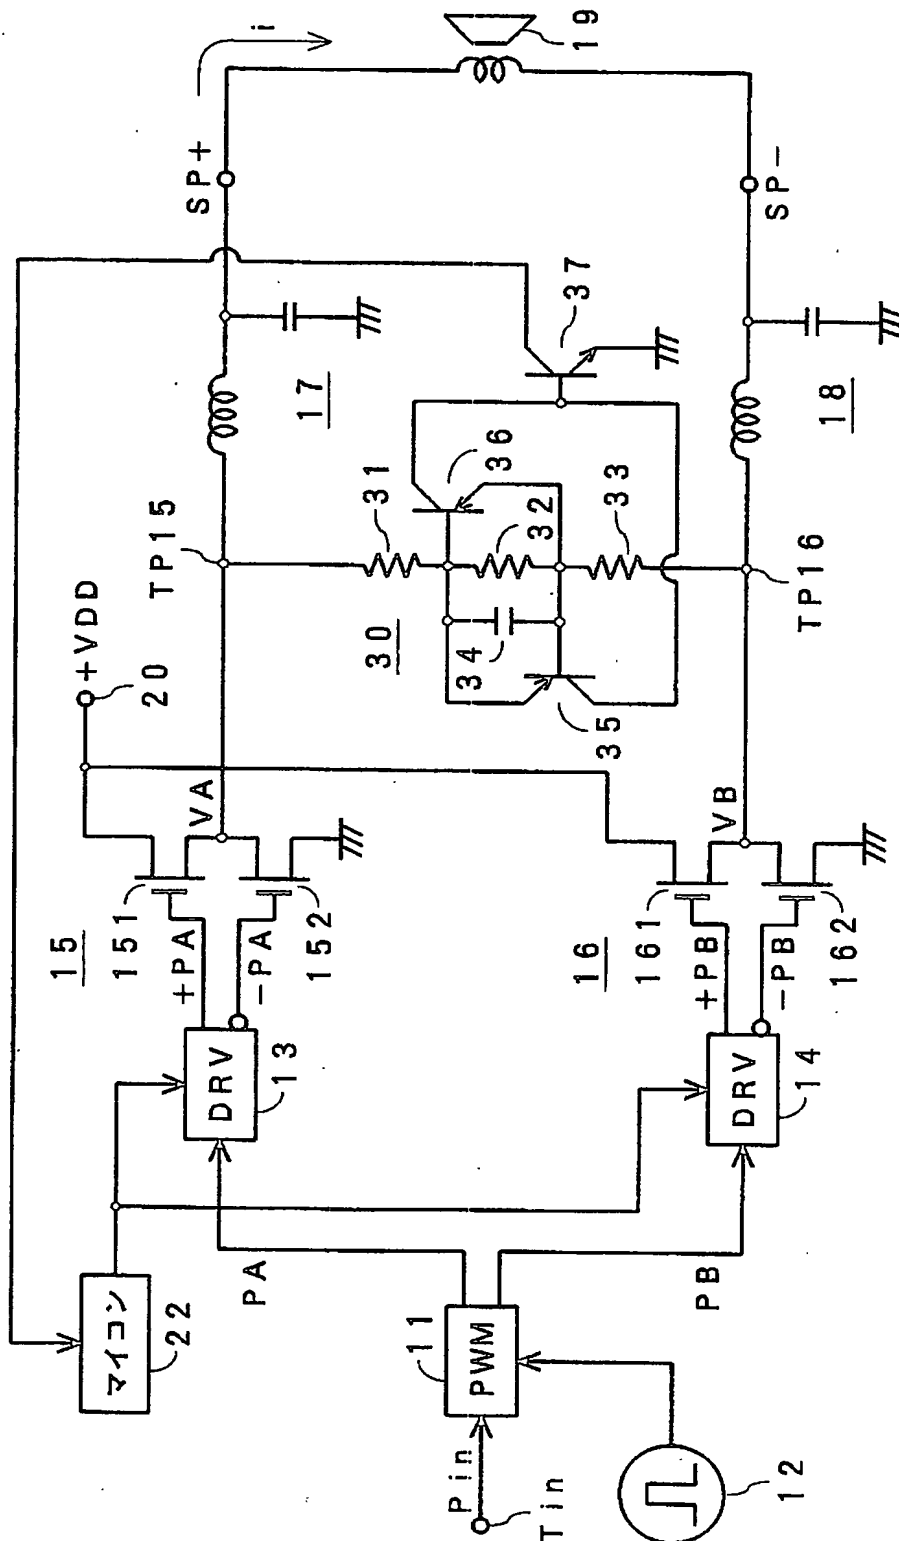 19
i
SP+
SP-
37
17
18
36
31
32
33
TP15
TP16
30
34
35
+VDD
20
VA
VB
15
151
+PA
-PA
152
16
161
+PB
-PB
162
DRV
13
DRV
14
PA
PB
マイコン
22
11
PWM
Pin
Tin
12